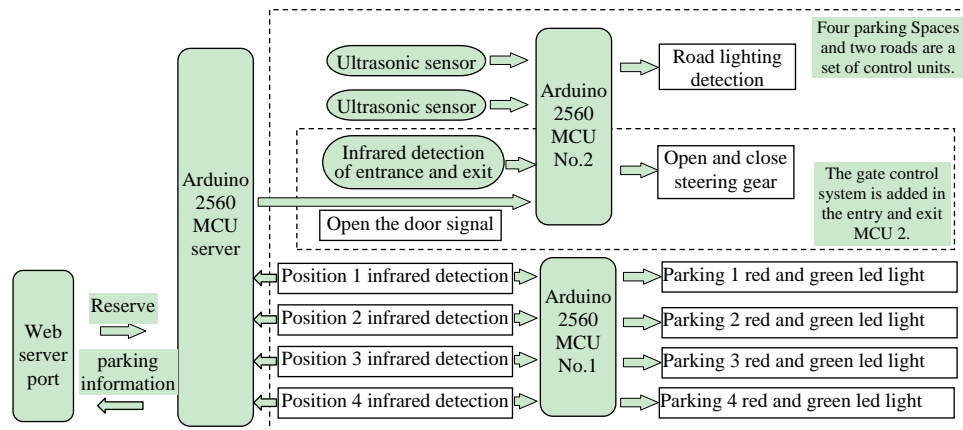 Four parking Spaces
and two roads are a
set of control units.
Ultrasonic sensor
Ultrasonic sensor
Infrared detection
of entrance and exit
Open the door signal
Arduino
2560
MCU
No.2
Road lighting
detection
Open and close
steering gear
The gate control
system is added in
the entry and exit
MCU 2.
Arduino
2560
MCU
server
Web
server
port
Reserve
parking
information
Position 1 infrared detection
Position 2 infrared detection
Position 3 infrared detection
Position 4 infrared detection
Arduino
2560
MCU
No.1
Parking 1 red and green led light
Parking 2 red and green led light
Parking 3 red and green led light
Parking 4 red and green led light